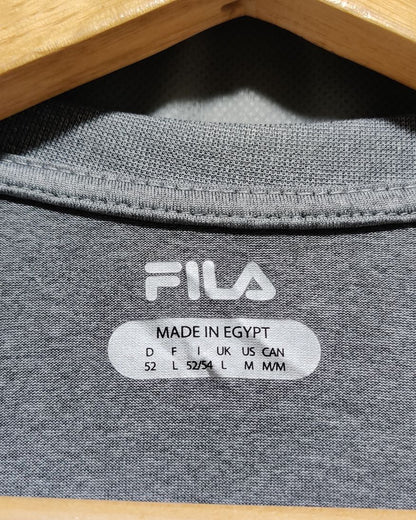 FILA
MADE IN EGYPT
D F I UK US CAN
52 L 52/54 L M M/M